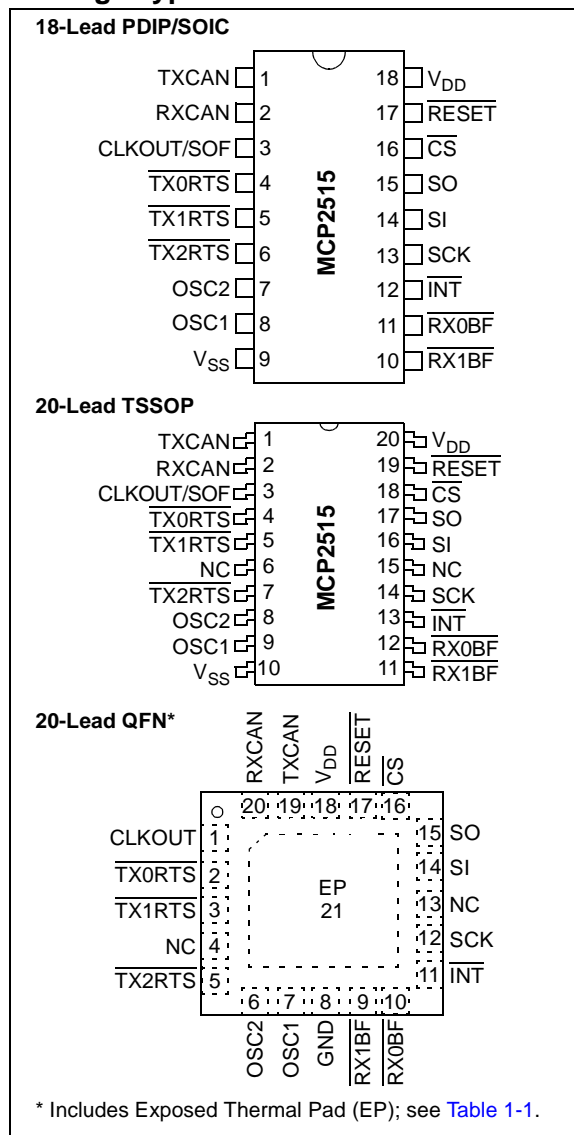 18-Lead PDIP/SOIC
TXCAN 1 18 VDD
RXCAN 2 17 RESET
CLKOUT/SOF 3 16 CS
TX0RTS 4 15 SO
TX1RTS 5 14 SI
TX2RTS 6 13 SCK
OSC2 7 12 INT
OSC1 8 11 RX0BF
VSS 9 10 RX1BF
MCP2515
20-Lead TSSOP
TXCAN 1 20 VDD
RXCAN 2 19 RESET
CLKOUT/SOF 3 18 CS
TX0RTS 4 17 SO
TX1RTS 5 16 SI
NC 6 15 NC
TX2RTS 7 14 SCK
OSC2 8 13 INT
OSC1 9 12 RX0BF
VSS 10 11 RX1BF
MCP2515
20-Lead QFN*
RXCAN TXCAN VDD RESET CS
20 19 18 17 16
CLKOUT 1 15 SO
TX0RTS 2 14 SI
TX1RTS 3 13 NC
NC 4 12 SCK
TX2RTS 5 11 INT
EP
21
6 7 8 9 10
OSC2 OSC1 GND RX1BF RX0BF
* Includes Exposed Thermal Pad (EP); see Table 1-1.